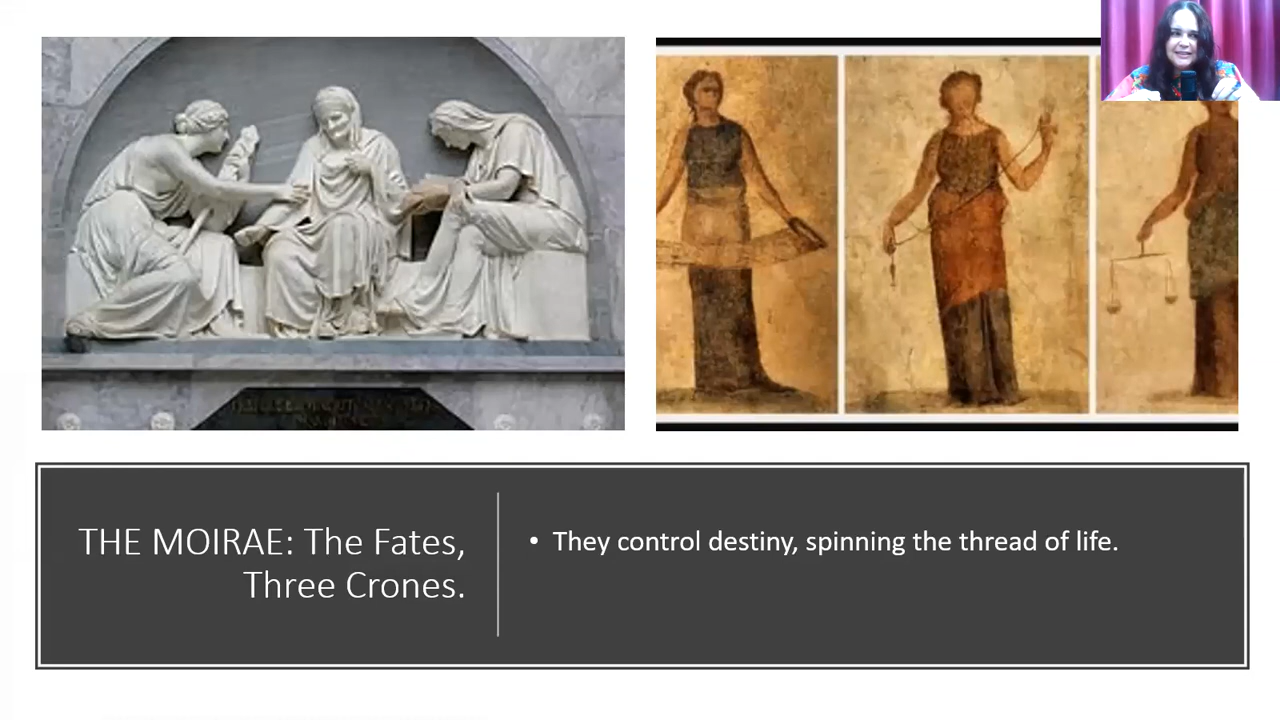 THE MOIRAE: The Fates,
Three Crones.
• They control destiny, spinning the thread of life.